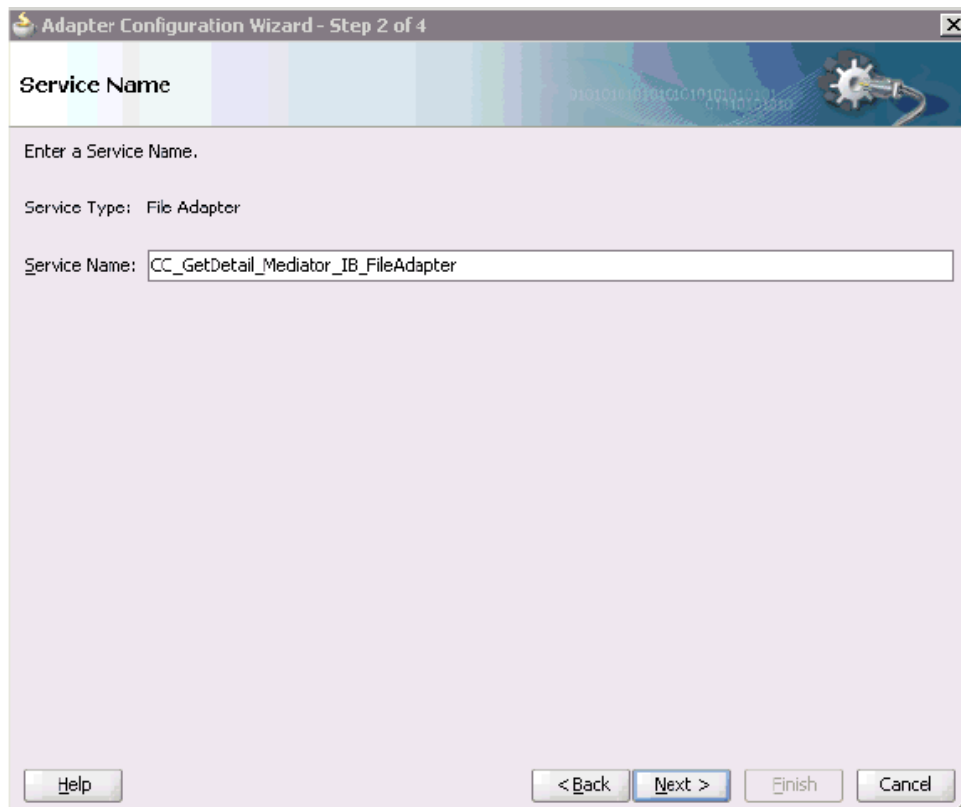 Adapter Configuration Wizard - Step 2 of 4
Service Name
Enter a Service Name.
Service Type: File Adapter
Service Name: CC_GetDetail_Mediator_IB_FileAdapter
Help < Back Next > Finish Cancel